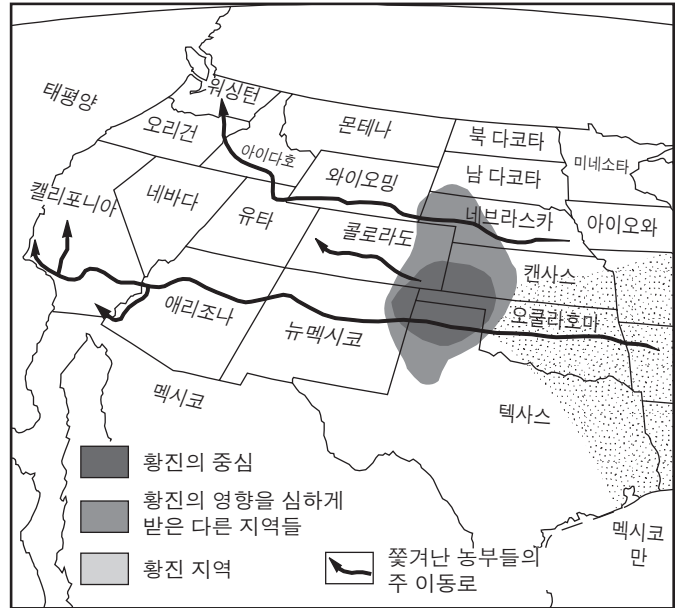 태평양
워싱턴
오리건
아이다호
몬테나
북 다코타
미네소타
와이오밍
남 다코타
캘리포니아
네바다
유타
콜로라도
네브라스카
아이오와
캔사스
애리조나
뉴멕시코
오클라호마
멕시코
텍사스
황진의 중심
황진의 영향을 심하게
받은 다른 지역들
황진 지역
쫓겨난 농부들의
주 이동로
멕시코
만